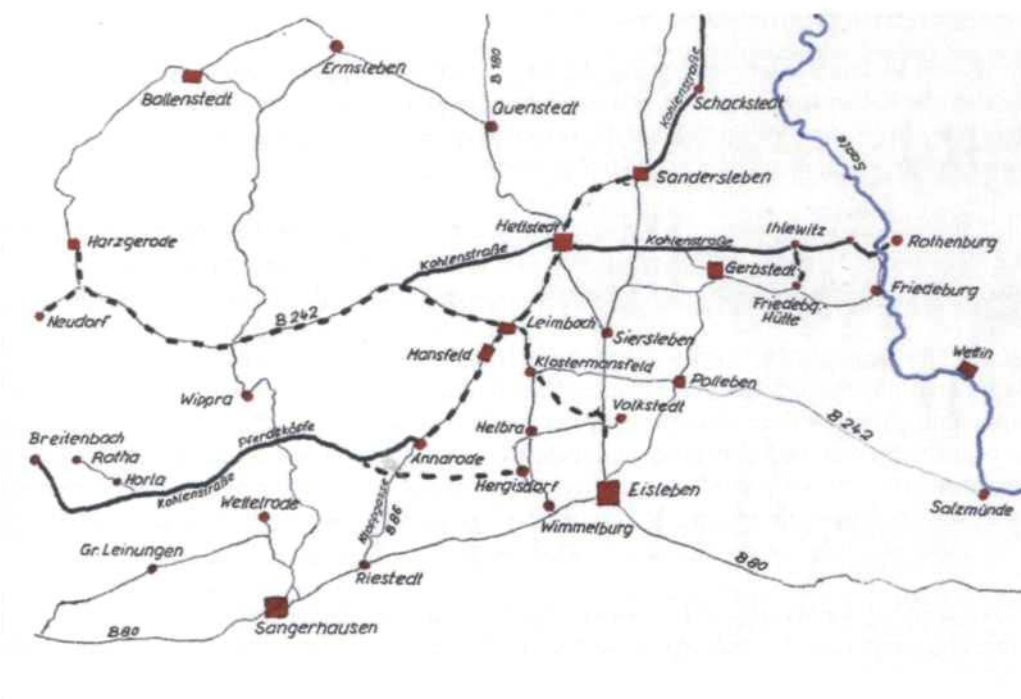 Ermsleben
Ballenstedt
B 180
Quenstedt
Kohlenstraße
Schackstedt
Saale
Sandersleben
Harzgerode
Hettstedt
Kohlenstraße
Kohlenstraße
Ihlewitz
Rothenburg
Gerbstedt
Friedeburg
Neudorf
B 242
Friedebg.-
Hütte
Leimbach
Siersleben
Mansfeld
Klostermansfeld
Wettin
Polleben
Wippra
Volkstedt
B 242
Helbra
Pferdeköpfe
Breitenbach
Rotha
Annarode
Horla
Kohlenstraße
Hergisdorf
Eisleben
Wettelrode
Klappgasse
B 86
Salzmünde
Wimmelburg
Gr. Leinungen
Riestedt
B 80
Sangerhausen
B 80